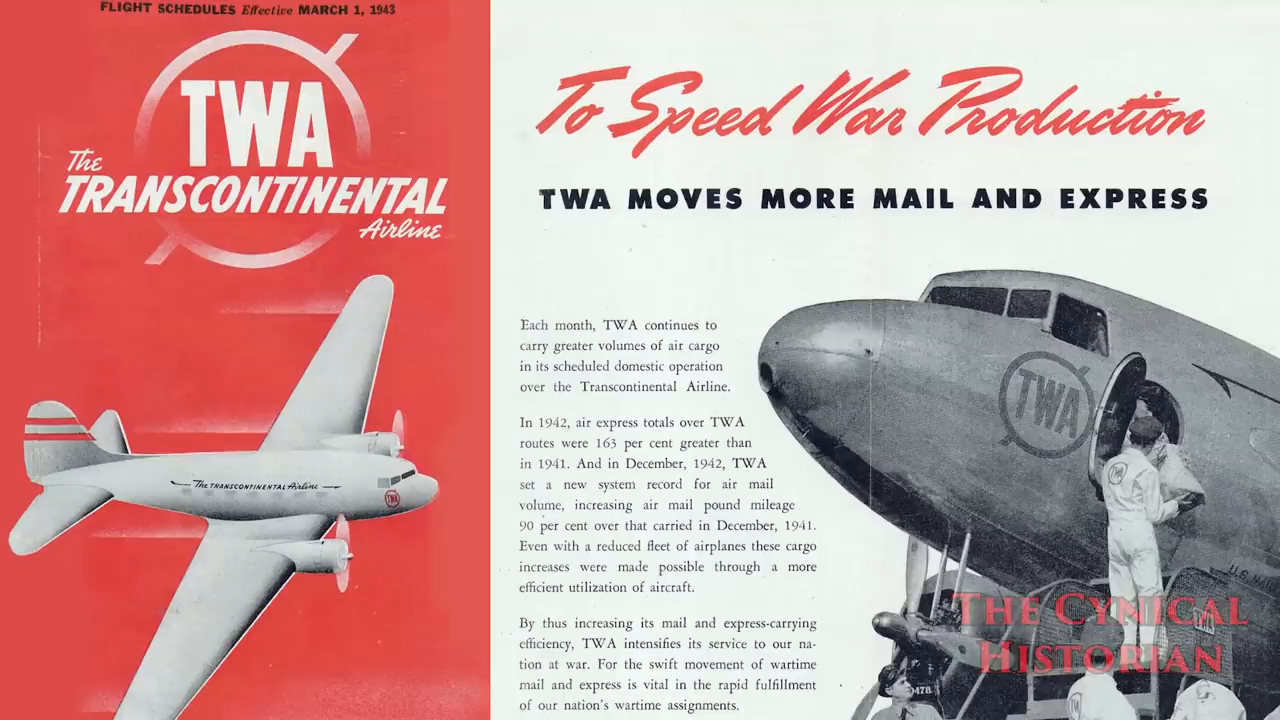 FLIGHT SCHEDULES Effective MARCH 1, 1943
TWA
The
TRANSCONTINENTAL
Airline
The TRANSCONTINENTAL Airline
TWA
To Speed War Production
TWA MOVES MORE MAIL AND EXPRESS
Each month, TWA continues to
carry greater volumes of air cargo
in its scheduled domestic operation
over the Transcontinental Airline.
In 1942, air express totals over TWA
routes were 163 per cent greater than
in 1941. And in December, 1942, TWA
set a new system record for air mail
volume, increasing air mail pound mileage
90 per cent over that carried in December, 1941.
Even with a reduced fleet of airplanes these cargo
increases were made possible through a more
efficient utilization of aircraft.
By thus increasing its mail and express-carrying
efficiency, TWA intensifies its service to our na-
tion at war. For the swift movement of wartime
mail and express is vital in the rapid fulfillment
of our nation's wartime assignments.
TWA
TWA
THE CYNICAL
HISTORIAN